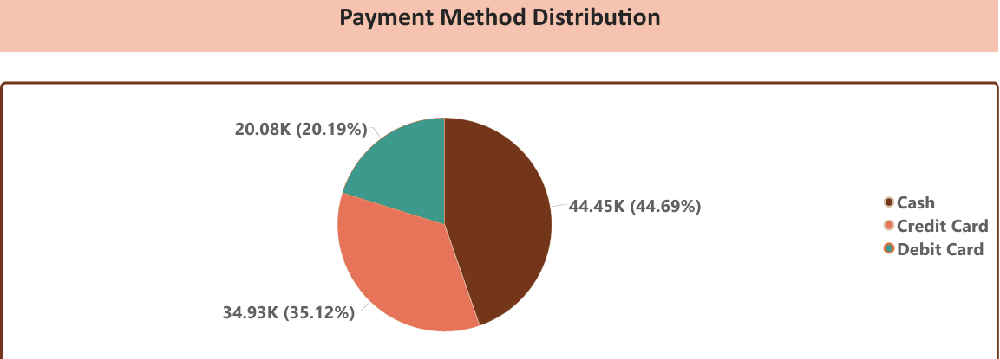 Payment Method Distribution
20.08K (20.19%)
44.45K (44.69%)
34.93K (35.12%)
Cash
Credit Card
Debit Card